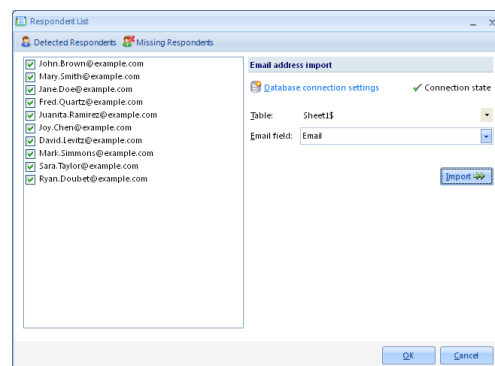 Respondent List
Detected Respondents Missing Respondents
John.Brown@example.com
Mary.Smith@example.com
Jane.Doe@example.com
Fred.Quartz@example.com
Juanita.Ramirez@example.com
Joy.Chen@example.com
David.Levitz@example.com
Mark.Simmons@example.com
Sara.Taylor@example.com
Ryan.Doubet@example.com
Email address import
Database connection settings Connection state
Table: Sheet1$
Email field: Email
Import
OK Cancel